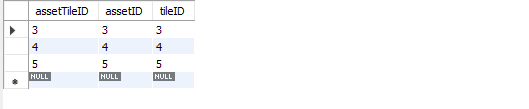 assetTileID assetID tileID
3 3 3
4 4 4
5 5 5
NULL NULL NULL